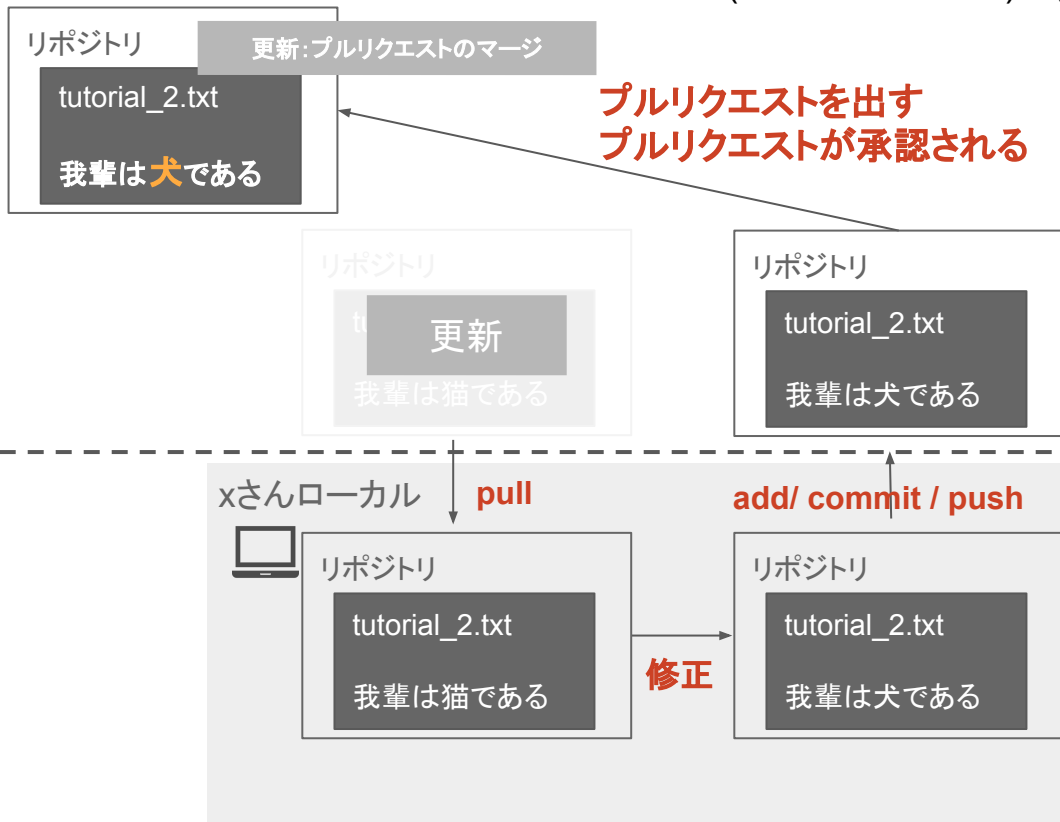 リポジトリ
更新：プルリクエストのマージ
tutorial_2.txt
我輩は犬である
プルリクエストを出す
プルリクエストが承認される
リポジトリ
更新
我輩は猫である
リポジトリ
tutorial_2.txt
我輩は犬である
xさんローカル
pull
add/ commit / push
リポジトリ
tutorial_2.txt
我輩は猫である
修正
リポジトリ
tutorial_2.txt
我輩は犬である